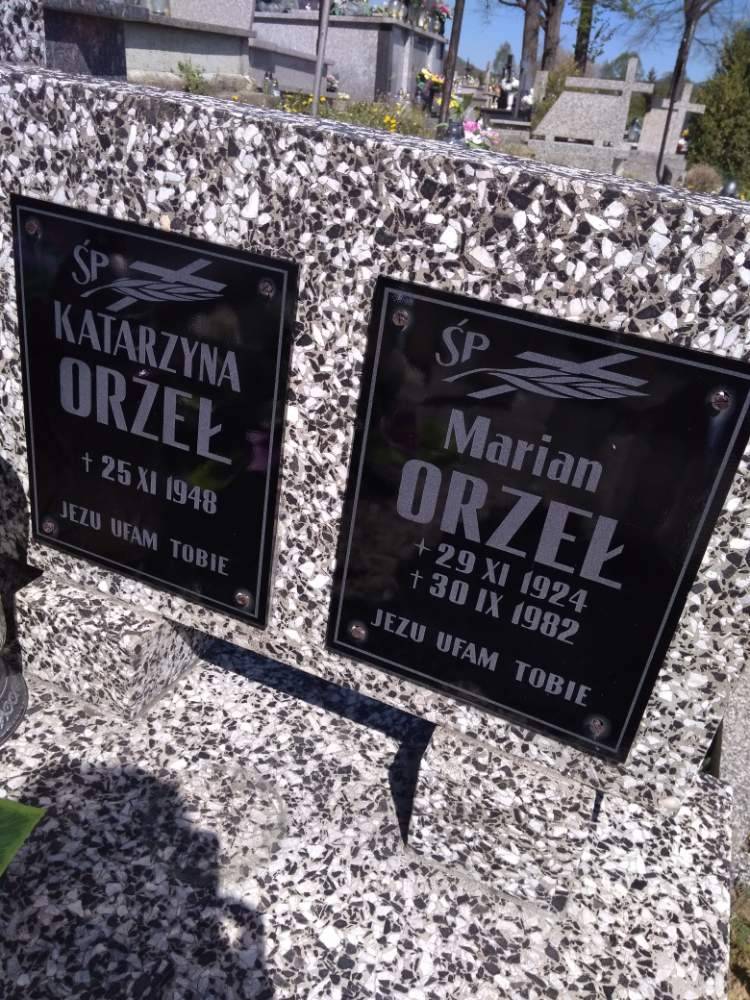 ŚP
KATARZYNA
ORZEŁ
† 25 XI 1948
JEZU UFAM TOBIE
ŚP
Marian
ORZEŁ
+ 29 XI 1924
† 30 IX 1982
JEZU UFAM TOBIE